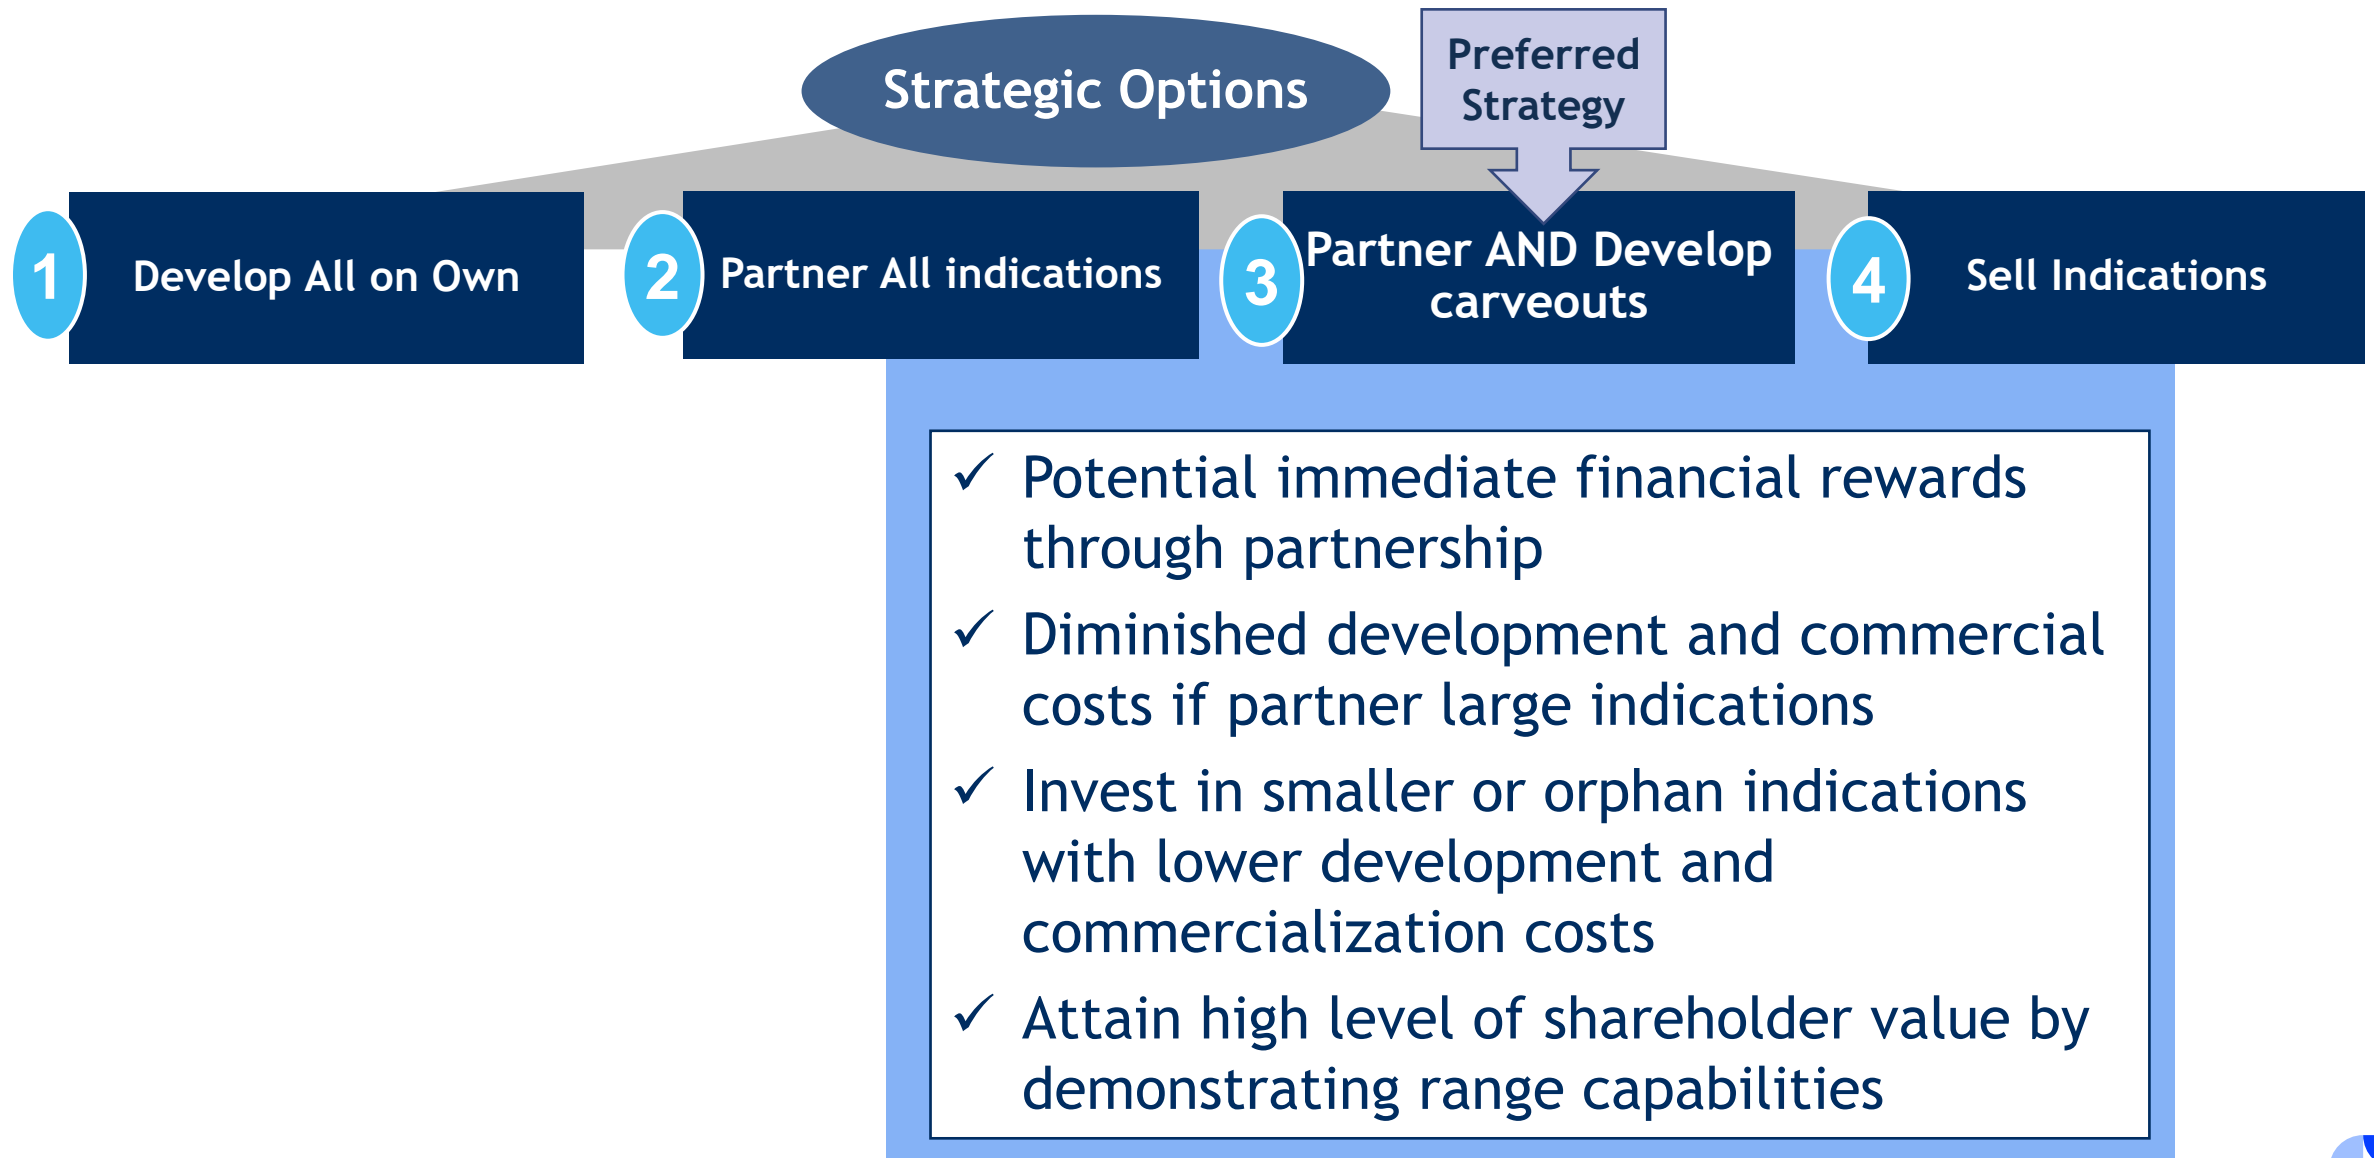 Strategic Options
Preferred
Strategy
1
Develop All on Own
2
Partner All indications
3
Partner AND Develop
carveouts
4
Sell Indications
✓ Potential immediate financial rewards
through partnership
✓ Diminished development and commercial
costs if partner large indications
✓ Invest in smaller or orphan indications
with lower development and
commercialization costs
✓ Attain high level of shareholder value by
demonstrating range capabilities